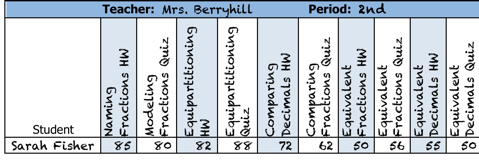 Teacher: Mrs. Berryhill Period: 2nd
Student
Naming Fractions HW
Modeling Fractions Quiz
Equipartitioning HW
Equipartitioning Quiz
Comparing Decimals HW
Comparing Fractions Quiz
Equivalent Fractions HW
Equivalent Fractions Quiz
Equivalent Decimals HW
Equivalent Decimals Quiz
Sarah Fisher 85 80 82 88 72 62 50 56 55 50